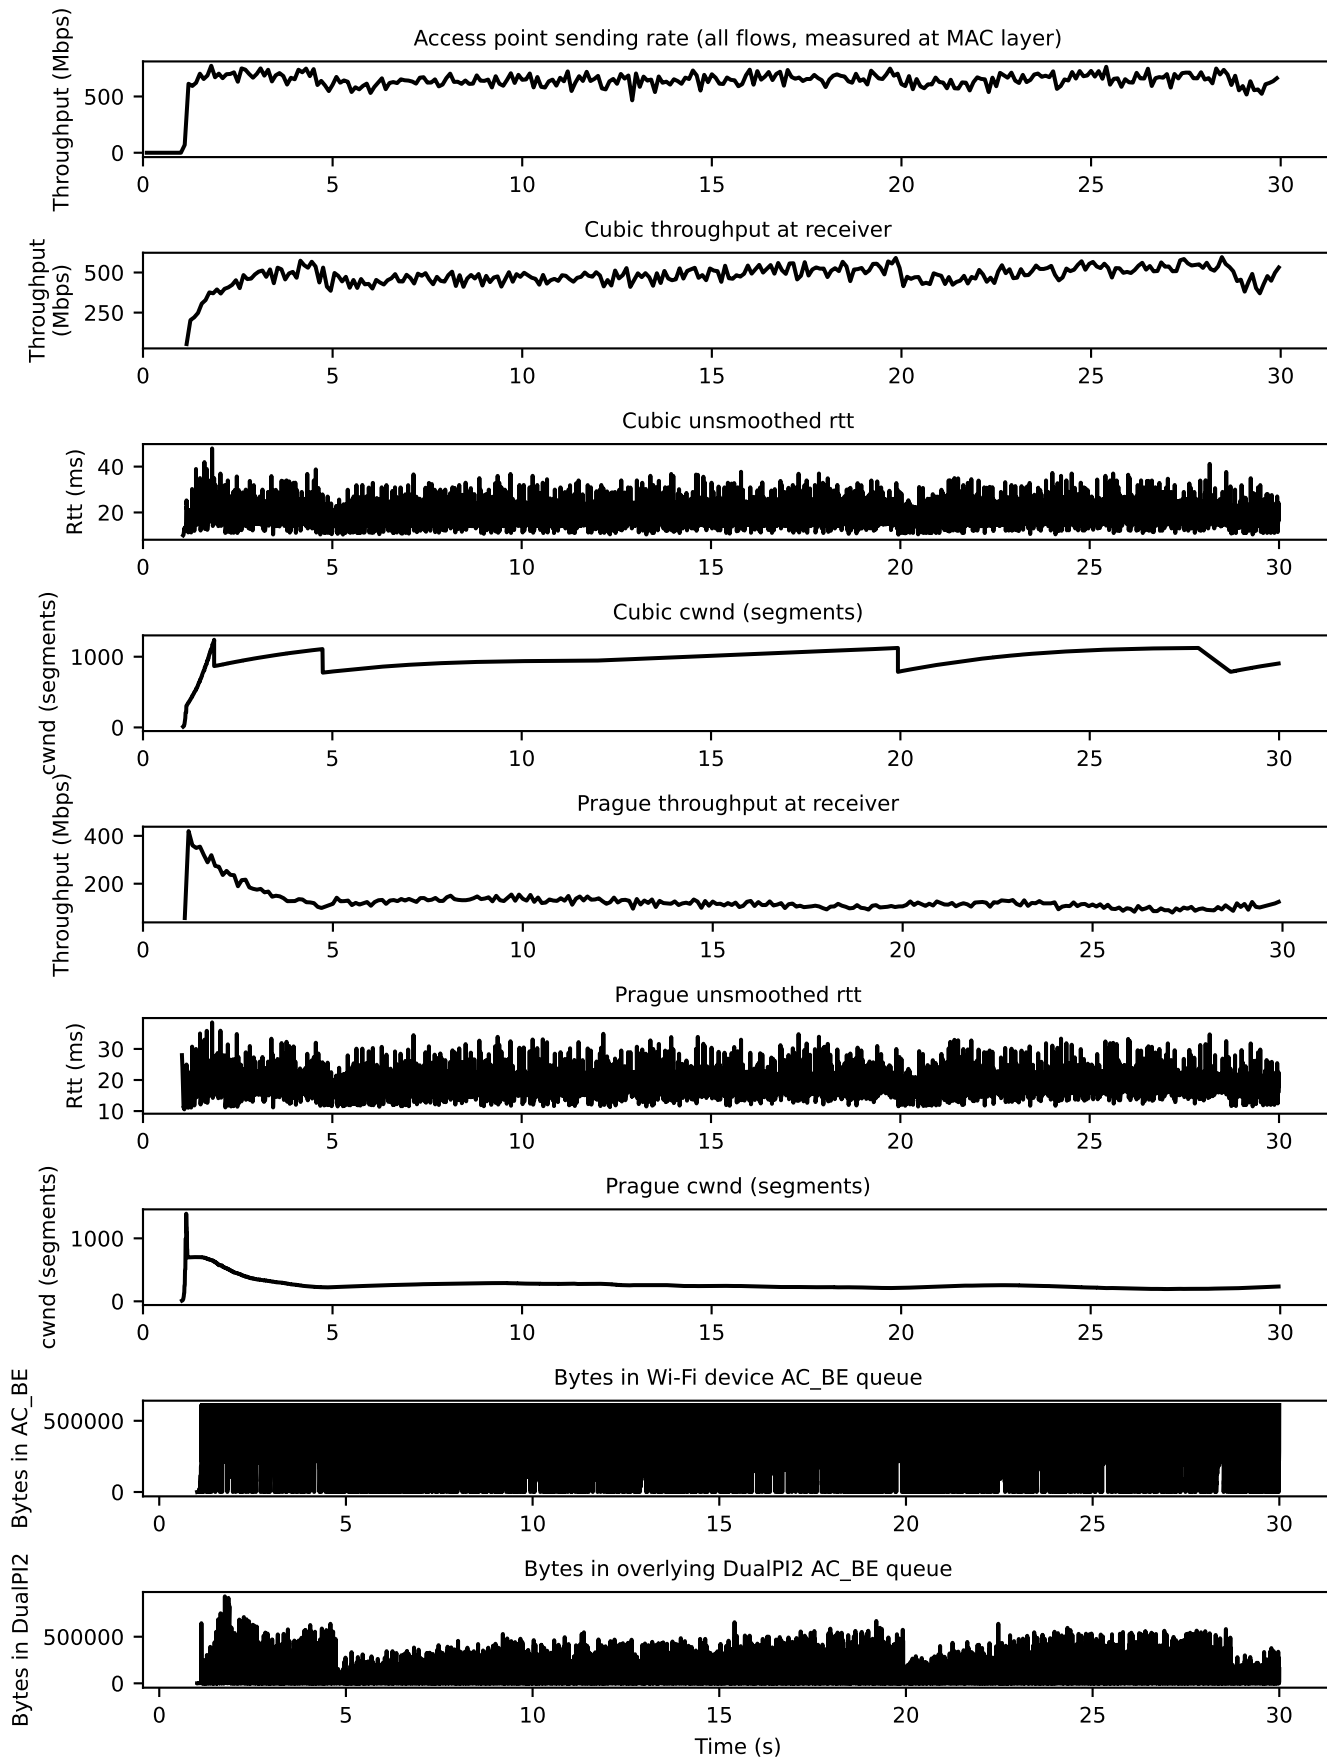 Access point sending rate (all flows, measured at MAC layer)
Throughput (Mbps)
500
0
0 5 10 15 20 25 30
Cubic throughput at receiver
Throughput
(Mbps)
500
250
0 5 10 15 20 25 30
Cubic unsmoothed rtt
Rtt (ms)
40
20
0 5 10 15 20 25 30
Cubic cwnd (segments)
cwnd (segments)
1000
0
0 5 10 15 20 25 30
Prague throughput at receiver
Throughput (Mbps)
400
200
0 5 10 15 20 25 30
Prague unsmoothed rtt
Rtt (ms)
30
20
10
0 5 10 15 20 25 30
Prague cwnd (segments)
cwnd (segments)
1000
0
0 5 10 15 20 25 30
Bytes in Wi-Fi device AC_BE queue
Bytes in AC_BE
500000
0
0 5 10 15 20 25 30
Bytes in overlying DualPI2 AC_BE queue
Bytes in DualPI2
500000
0
0 5 10 15 20 25 30
Time (s)